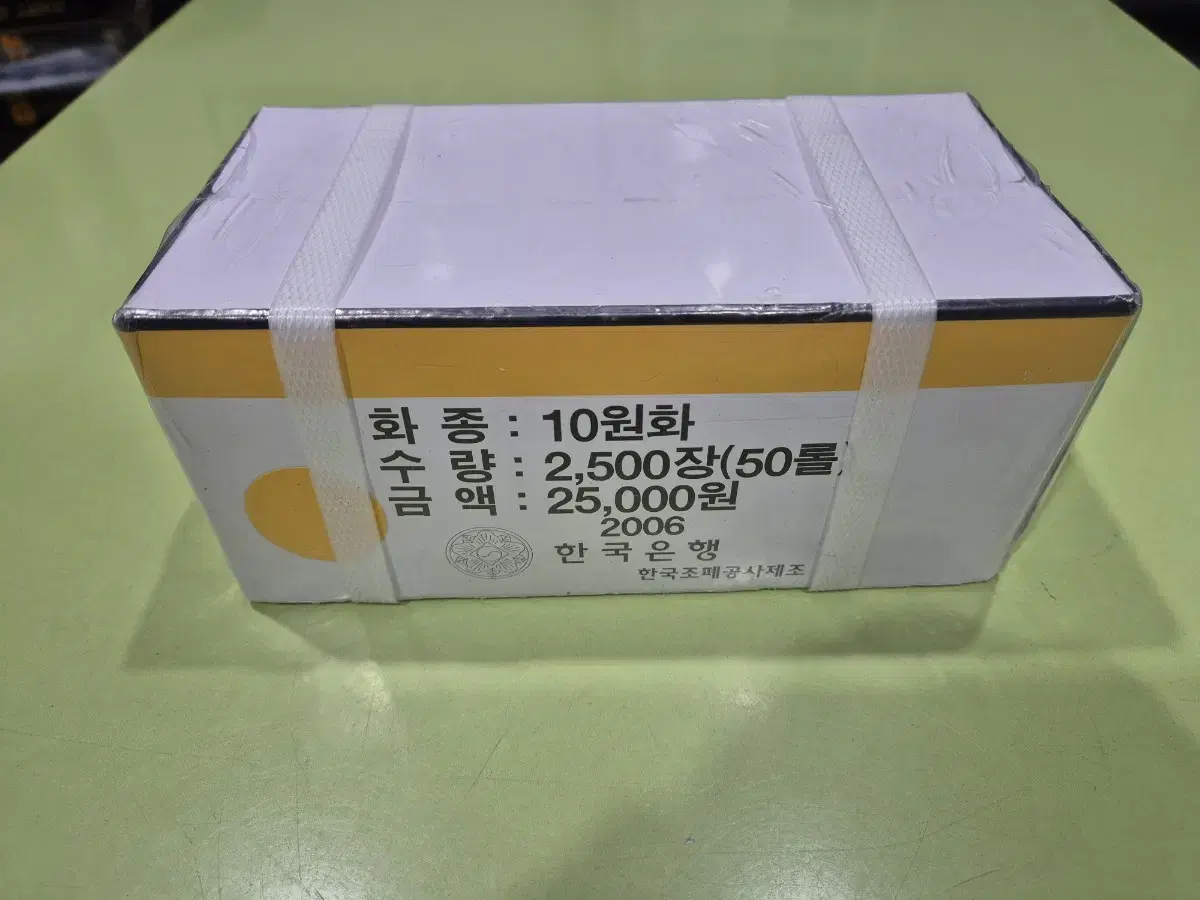 화 종 : 10원화
수 량 : 2,500장(50롤)
금 액 : 25,000원
2006
한국은행
한국조폐공사제조